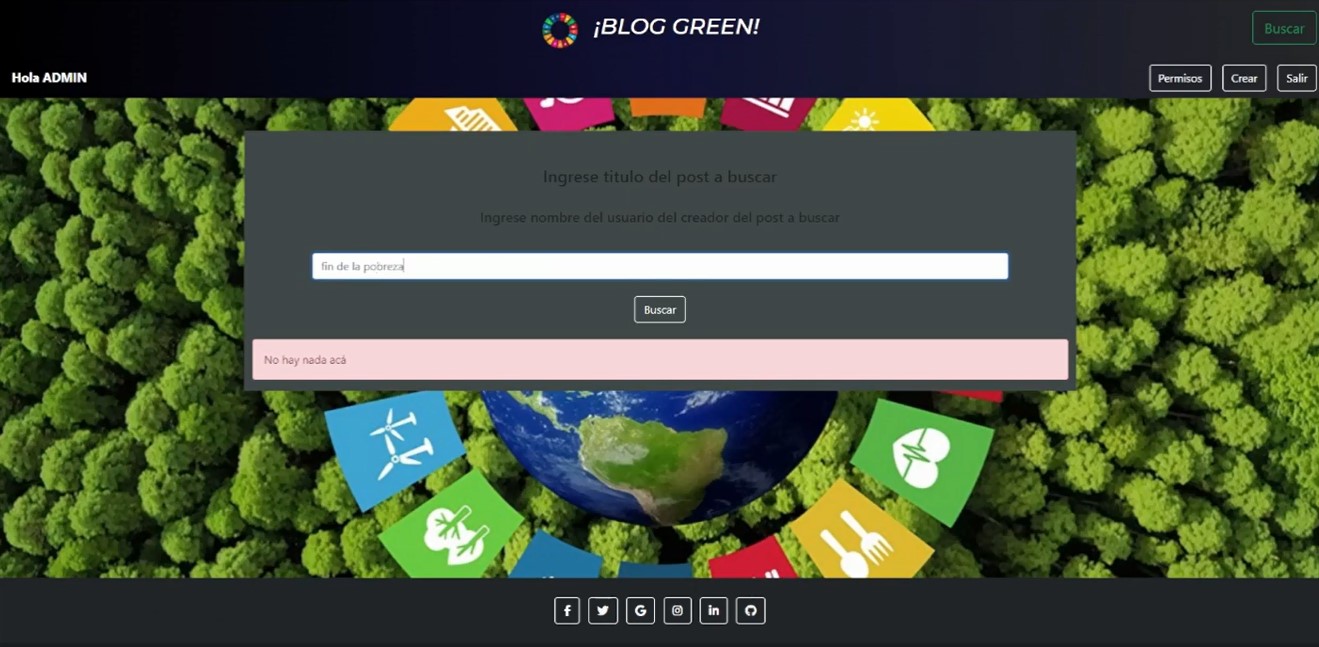 ¡BLOG GREEN!
Buscar
Hola ADMIN
Permisos
Crear
Salir
Ingrese titulo del post a buscar
Ingrese nombre del usuario del creador del post a buscar
fin de la pobreza
Buscar
No hay nada acá